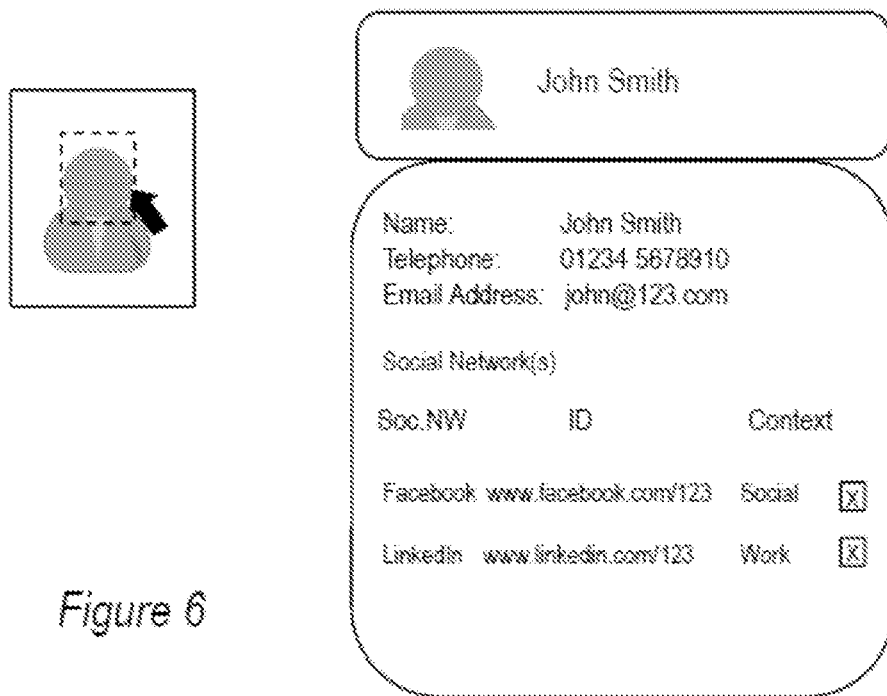 John Smith
Name: John Smith
Telephone: 01234 5678910
Email Address: john@123.com
Social Network(s)
Soc.NW ID Context
Facebook www.facebook.com/123 Social X
LinkedIn www.linkedin.com/123 Work X
Figure 6